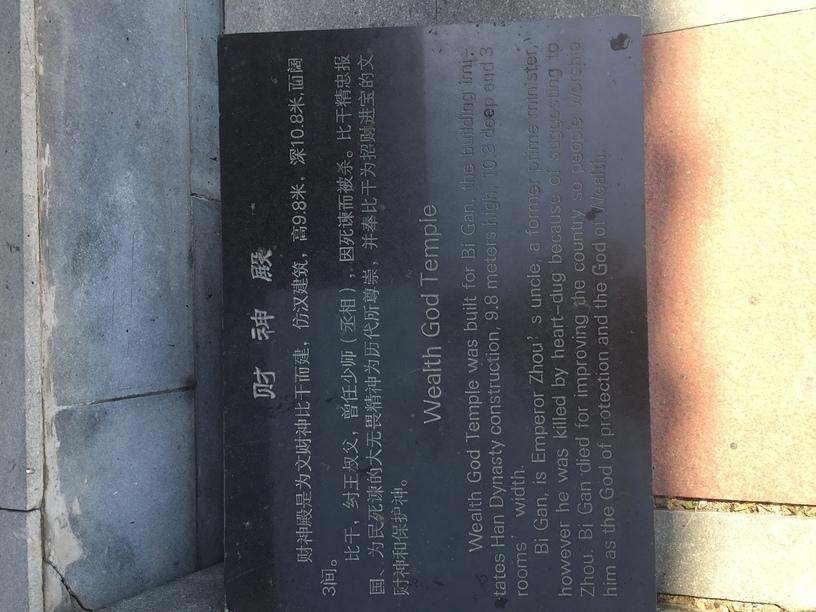 财神殿
财神殿是为文财神比干而建，仿汉建筑，高9.8米，深10.8米,面阔
3间。
比干，纣王叔父，曾任少师（丞相），因死谏而被杀。比干精忠报
国、为民死谏的大无畏精神为历代所尊崇，并奉比干为招财进宝的文
财神和保护神。
Wealth God Temple
Wealth God Temple was built for Bi Gan, the building imi-
tates Han Dynasty construction, 9.8 meters high, 10.8 deep and 3
rooms' width.
Bi Gan, is Emperor Zhou's uncle, a former prime minister,
however he was killed by heart-dug because of suggesting to
Zhou. Bi Gan died for improving the country, so people worship
him as the God of protection and the God of Wealth.